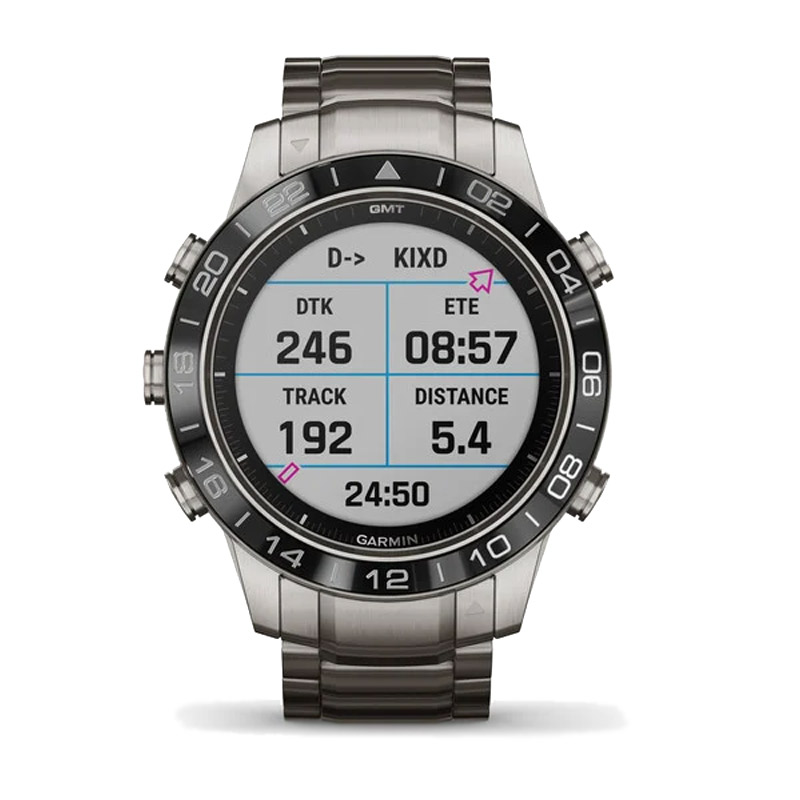 22 02
GMT
20 04
D-> KIXD
DTK ETE
246 08:57
18 06
TRACK DISTANCE
192 5.4
16 08
24:50
GARMIN
14 10
12